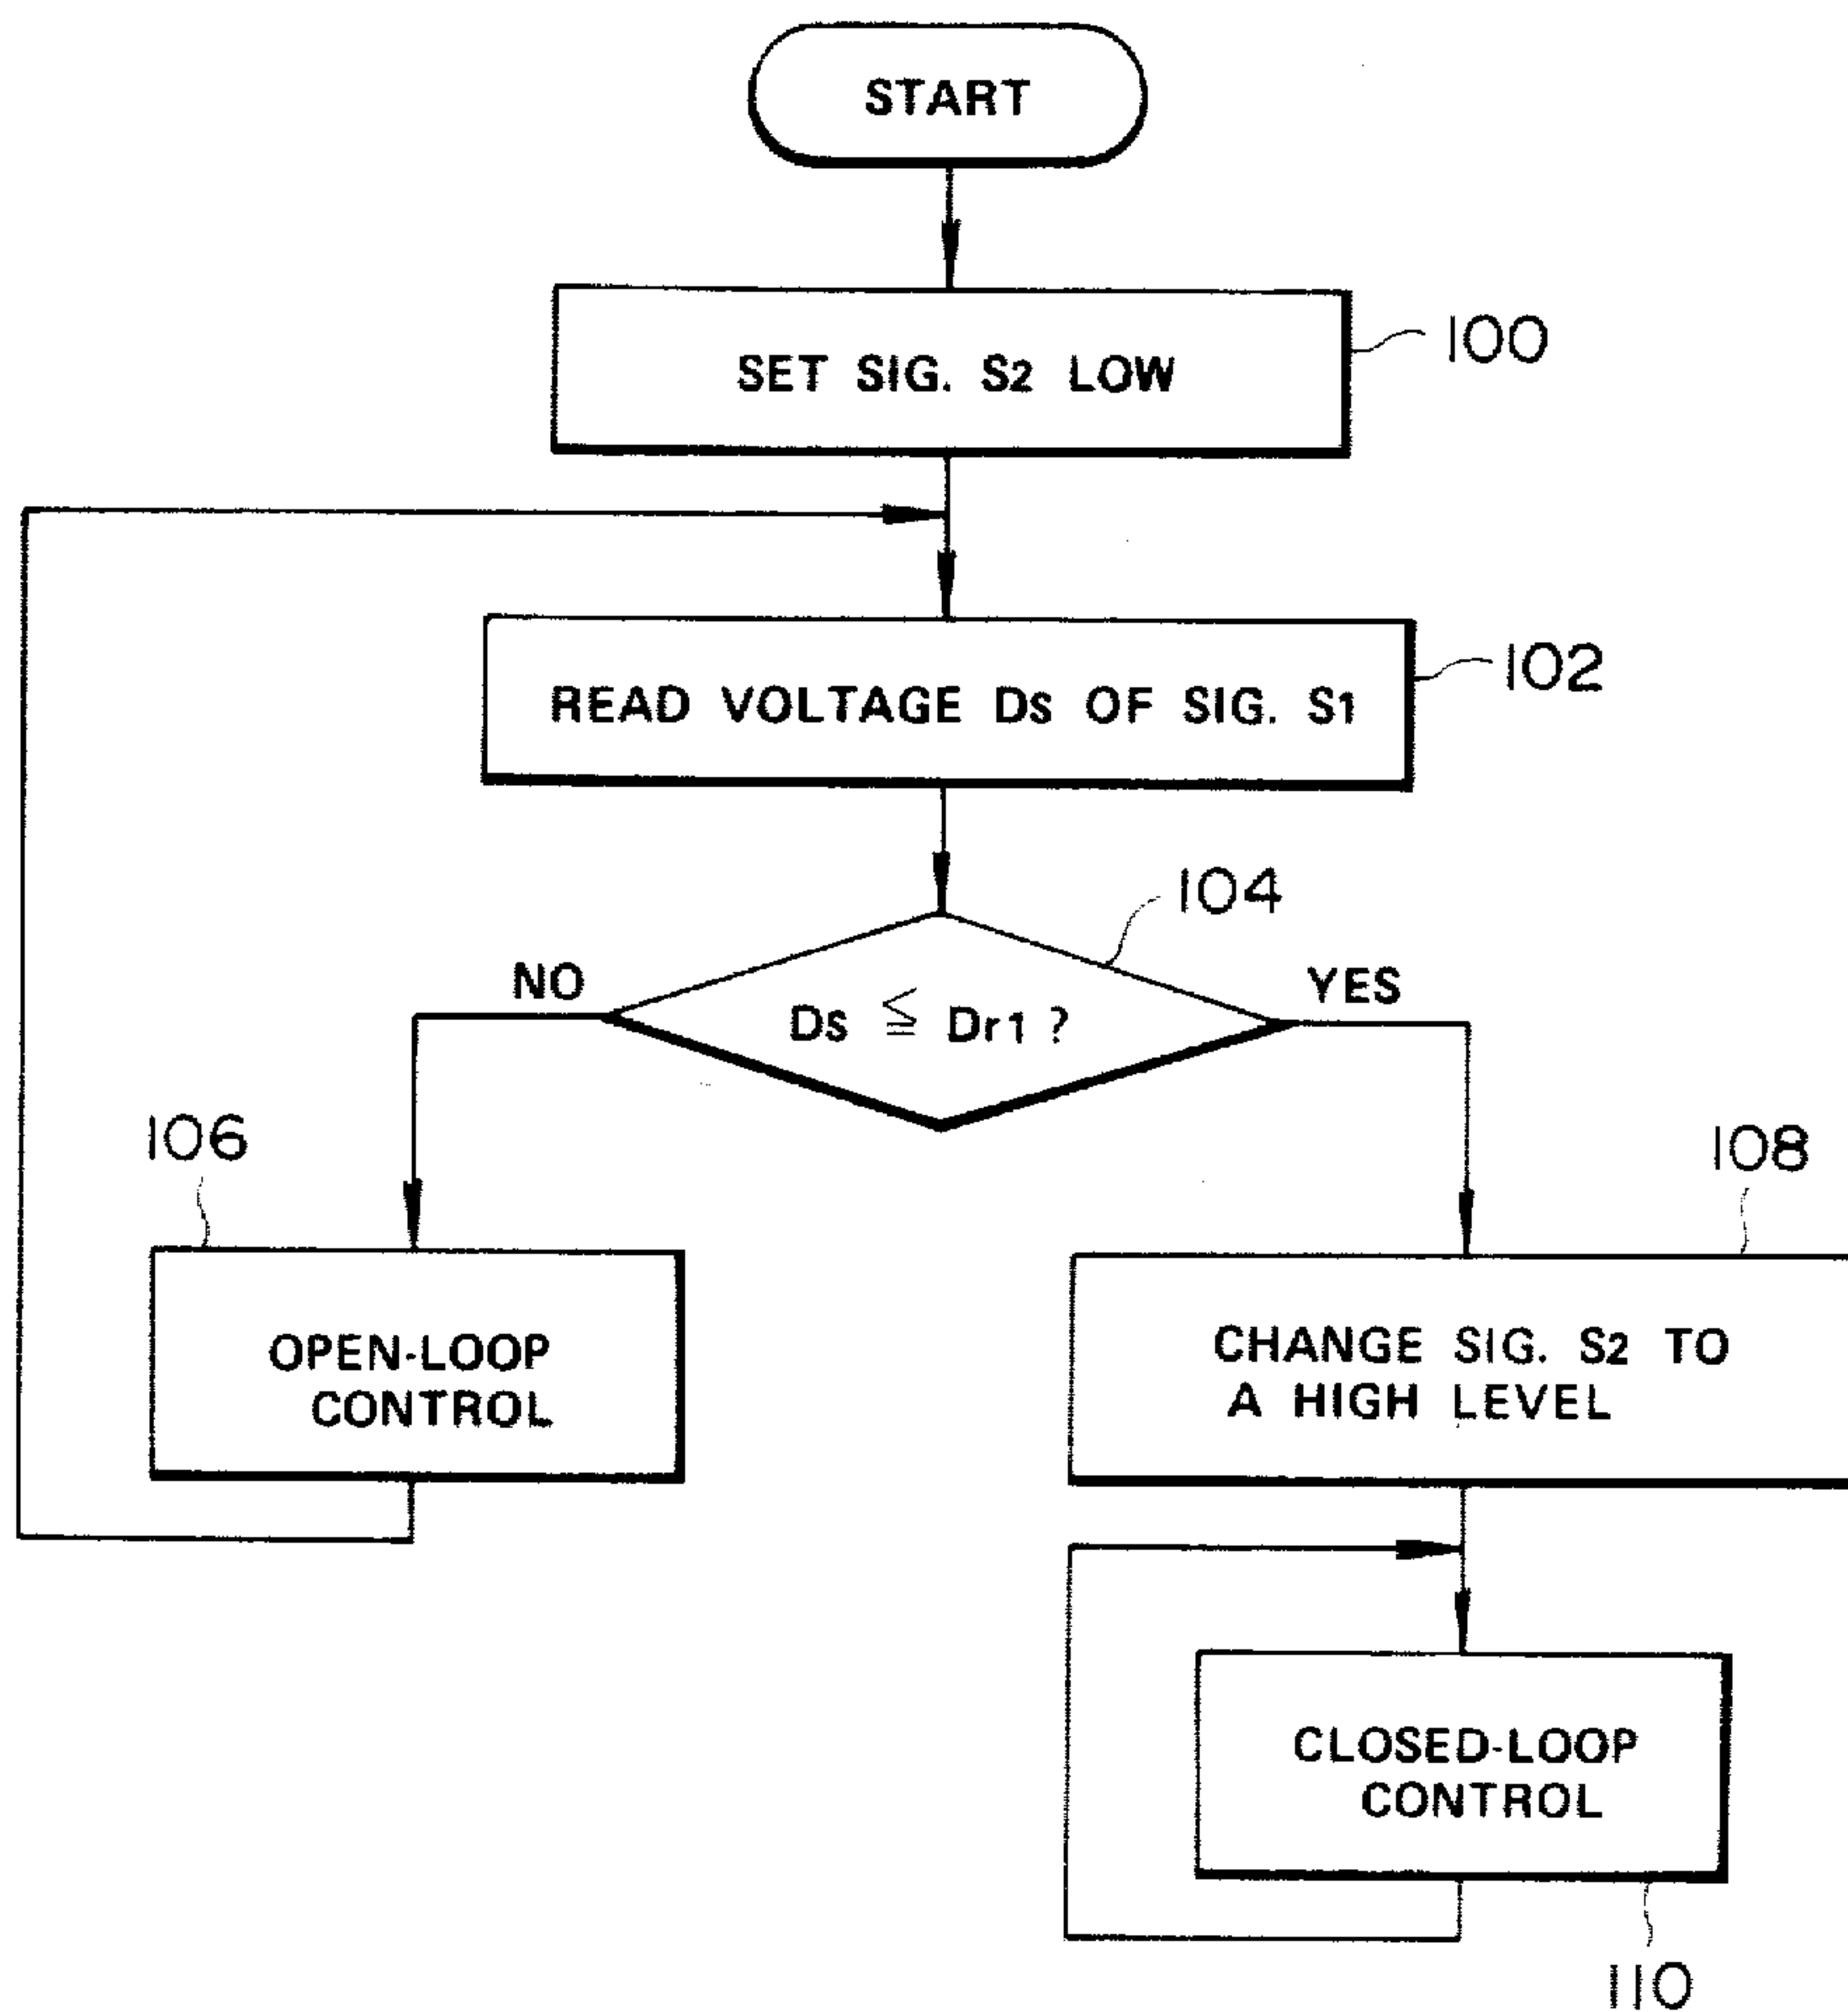 START
SET SIG. S2 LOW
100
READ VOLTAGE DS OF SIG. S1
102
104
NO
DS ≦ Dr1 ?
YES
106
108
OPEN-LOOP
CONTROL
CHANGE SIG. S2 TO
A HIGH LEVEL
CLOSED-LOOP
CONTROL
110